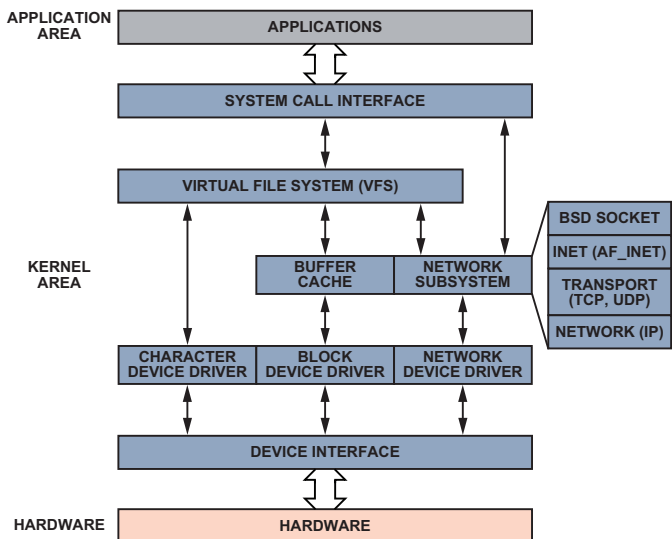 APPLICATION
AREA
APPLICATIONS
SYSTEM CALL INTERFACE
VIRTUAL FILE SYSTEM (VFS)
KERNEL
AREA
BUFFER
CACHE
NETWORK
SUBSYSTEM
BSD SOCKET
INET (AF_INET)
TRANSPORT
(TCP, UDP)
NETWORK (IP)
CHARACTER
DEVICE DRIVER
BLOCK
DEVICE DRIVER
NETWORK
DEVICE DRIVER
DEVICE INTERFACE
HARDWARE
HARDWARE